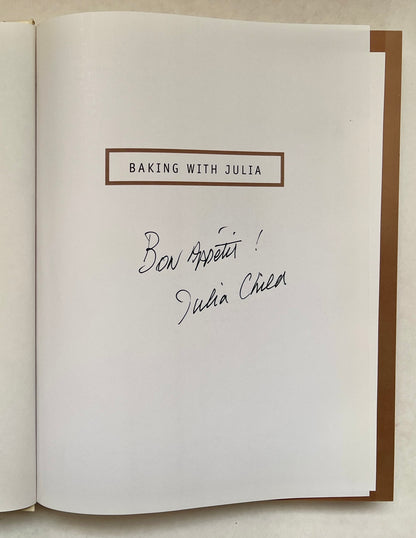 BAKING WITH JULIA
Bon Appétit !
Julia Child